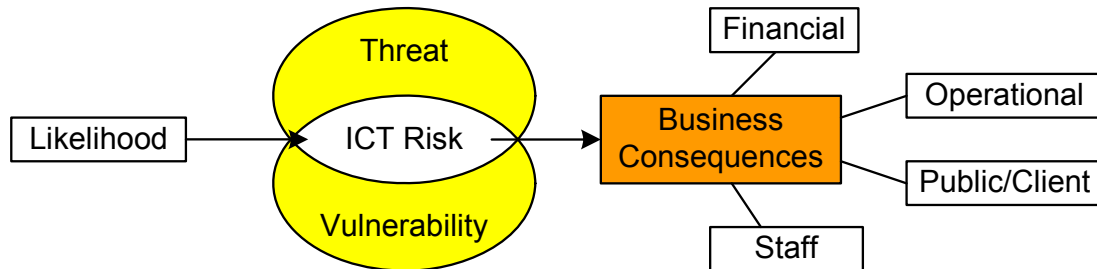 Financial
Threat
Operational
Likelihood
ICT Risk
Business
Consequences
Public/Client
Vulnerability
Staff